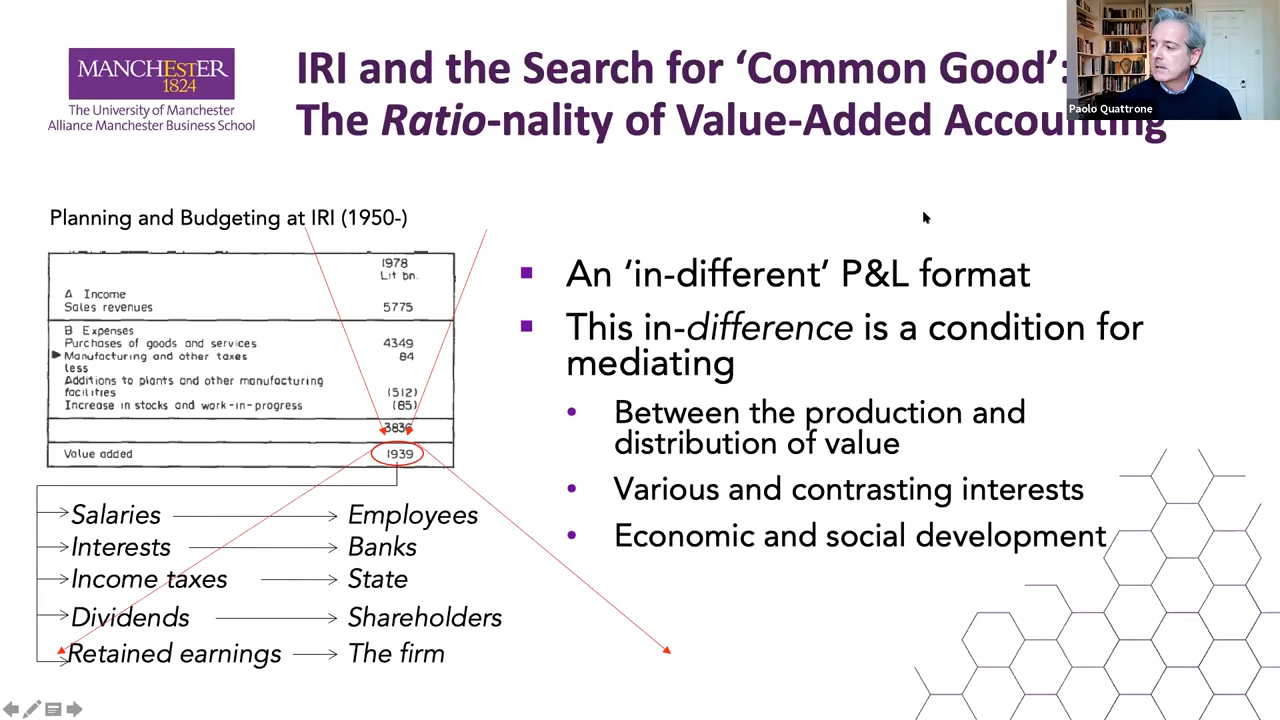 MANCHESTER
1824
The University of Manchester
Alliance Manchester Business School
IRI and the Search for ‘Common Good’:
The Ratio-nality of Value-Added Accounting
Paolo Quattrone
Planning and Budgeting at IRI (1950-)
1978
Lit bn.
Δ Income
Sales revenues 5775
B Expenses
Purchases of goods and services 4349
Manufacturing and other taxes 84
less
Additions to plants and other manufacturing
facilities (512)
Increase in stocks and work-in-progress (85)
3836
Value added 1939
Salaries Employees
Interests Banks
Income taxes State
Dividends Shareholders
Retained earnings The firm
An ‘in-different’ P&L format
This in-difference is a condition for
mediating
Between the production and
distribution of value
Various and contrasting interests
Economic and social development